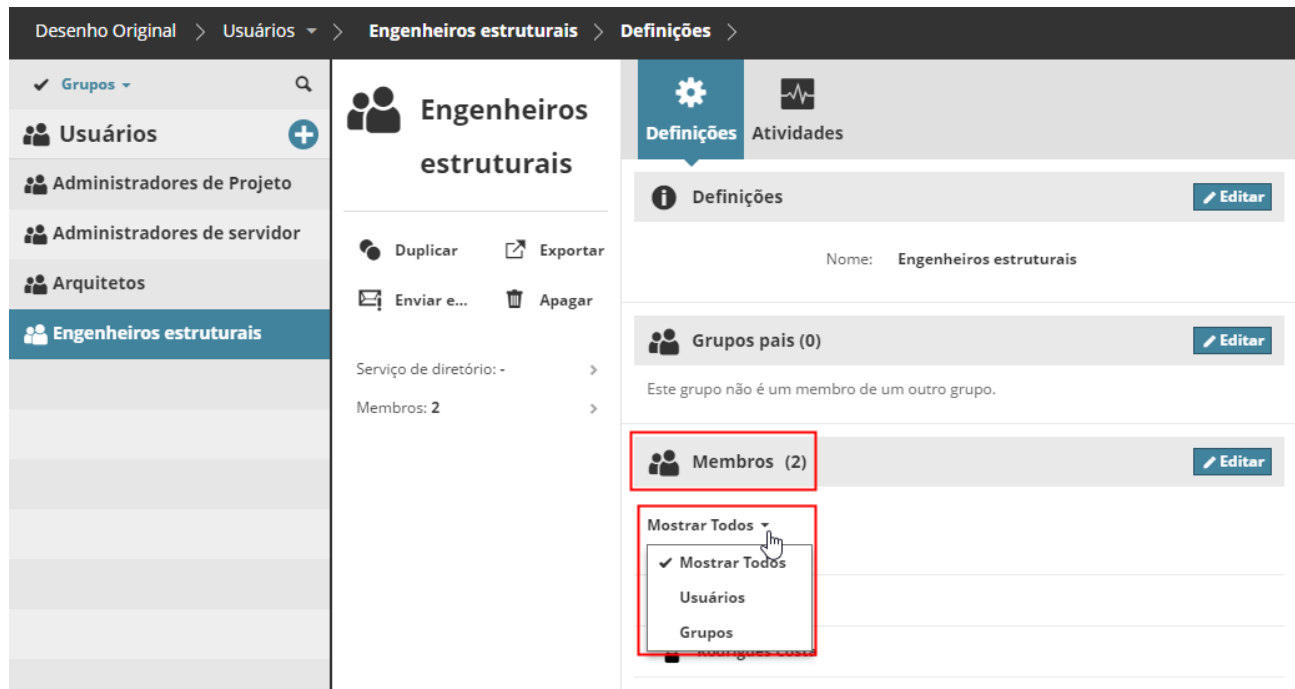 Desenho Original > Usuários > Engenheiros estruturais > Definições >
Grupos
Usuários
Administradores de Projeto
Administradores de servidor
Arquitetos
Engenheiros estruturais
Engenheiros
estruturais
Duplicar
Exportar
Enviar e...
Apagar
Serviço de diretório: -
Membros: 2
Definições
Atividades
Definições
Editar
Nome: Engenheiros estruturais
Grupos pais (0)
Editar
Este grupo não é um membro de um outro grupo.
Membros (2)
Editar
Mostrar Todos
Mostrar Todos
Usuários
Grupos
Rodrigues Costa